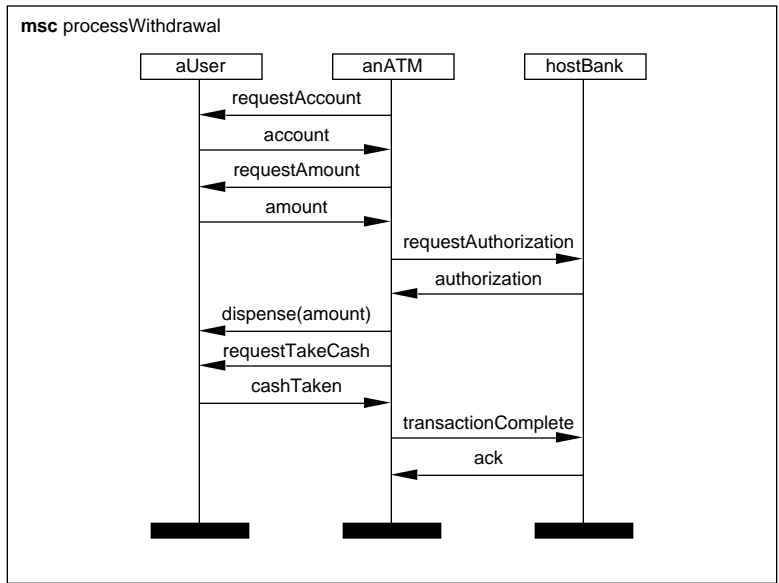 msc processWithdrawal
aUser anATM hostBank
requestAccount
account
requestAmount
amount
requestAuthorization
authorization
dispense(amount)
requestTakeCash
cashTaken
transactionComplete
ack